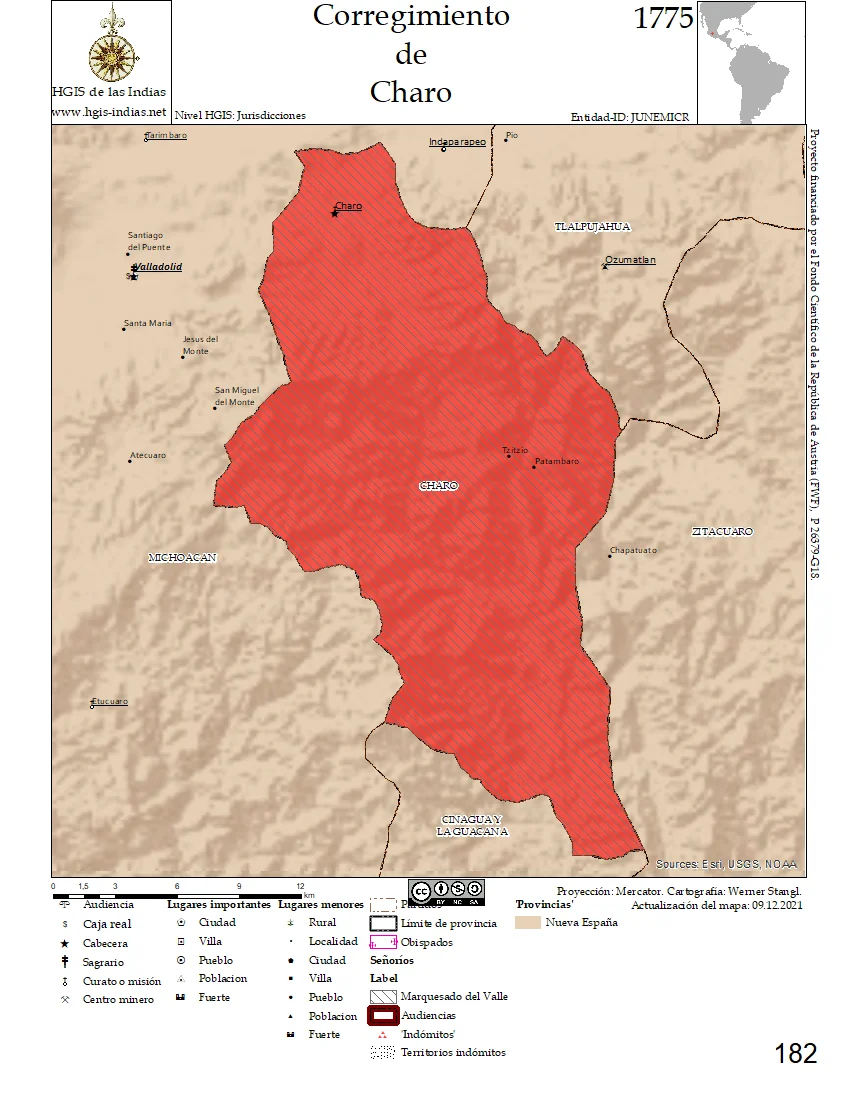 Corregimiento
de
Charo
1775
HGIS de las Indias
www.hgis-indias.net
Nivel HGIS: Jurisdicciones
Entidad-ID: JUNEMICR
Tarimbaro
Indaparapeo
Pio
Charo
TLALPUJAHUA
Santiago
del Puente
Valladolid
Ozumatlan
Santa Maria
Jesus del
Monte
San Miguel
del Monte
Atecuaro
Tzitzio
Patambaro
CHARO
ZITACUARO
MICHOACAN
Chapatuato
Etucuaro
CINAGUA Y
LA GUACANA
Sources: Esri, USGS, NOAA
Proyecto financiado por el Fondo Científico de la República de Austria (FWF), P 26379-G18.
0 1,5 3 6 9 12
km
Proyección: Mercator. Cartografía: Werner Stangl.
Actualización del mapa: 09.12.2021
cc
BY NC SA
Audiencia
Caja real
Cabecera
Sagrario
Curato o misión
Centro minero
Lugares importantes
Ciudad
Villa
Pueblo
Poblacion
Fuerte
Lugares menores
Rural
Localidad
Ciudad
Villa
Pueblo
Poblacion
Fuerte
Límite de provincia
Obispados
Señoríos
Label
Marquesado del Valle
Audiencias
'Indómitos'
Territorios indómitos
'Provincias'
Nueva España
182